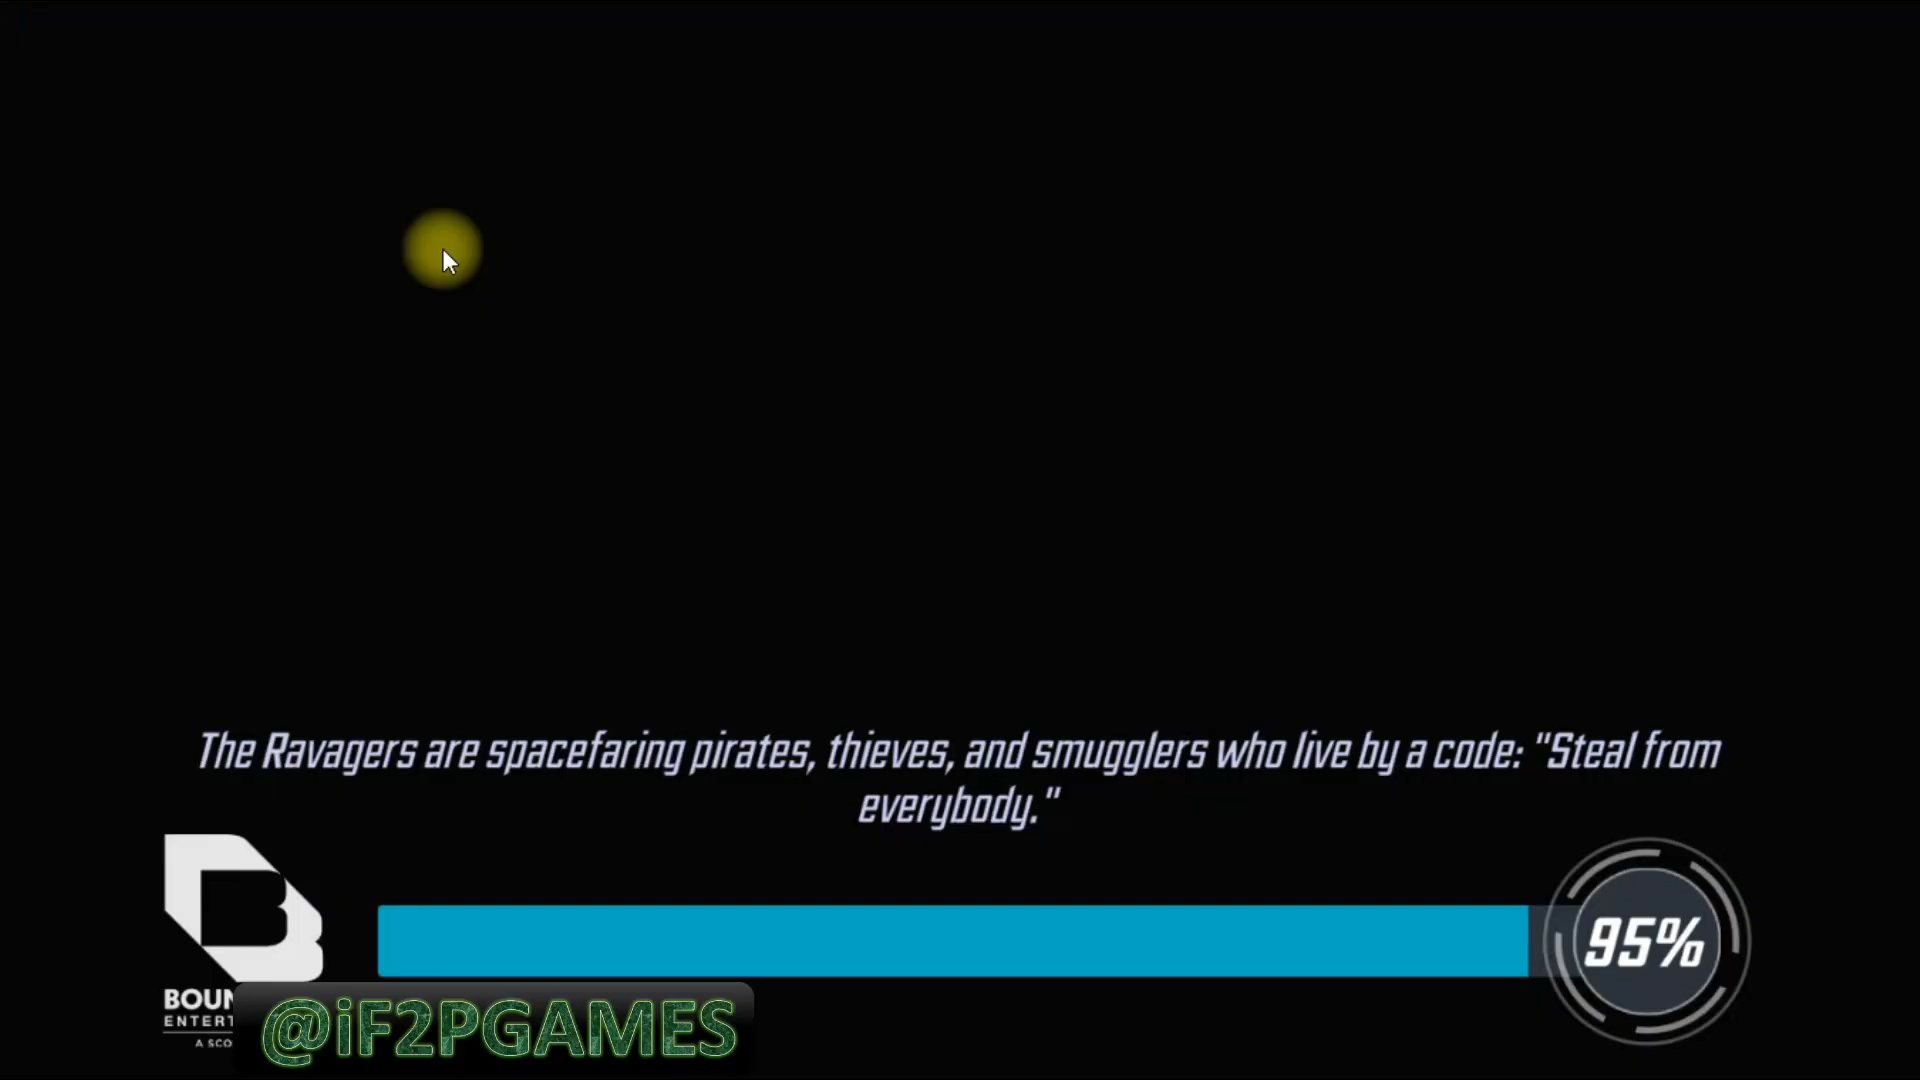 The Ravagers are spacefaring pirates, thieves, and smugglers who live by a code: "Steal from
everybody."
95%
@iF2PGAMES